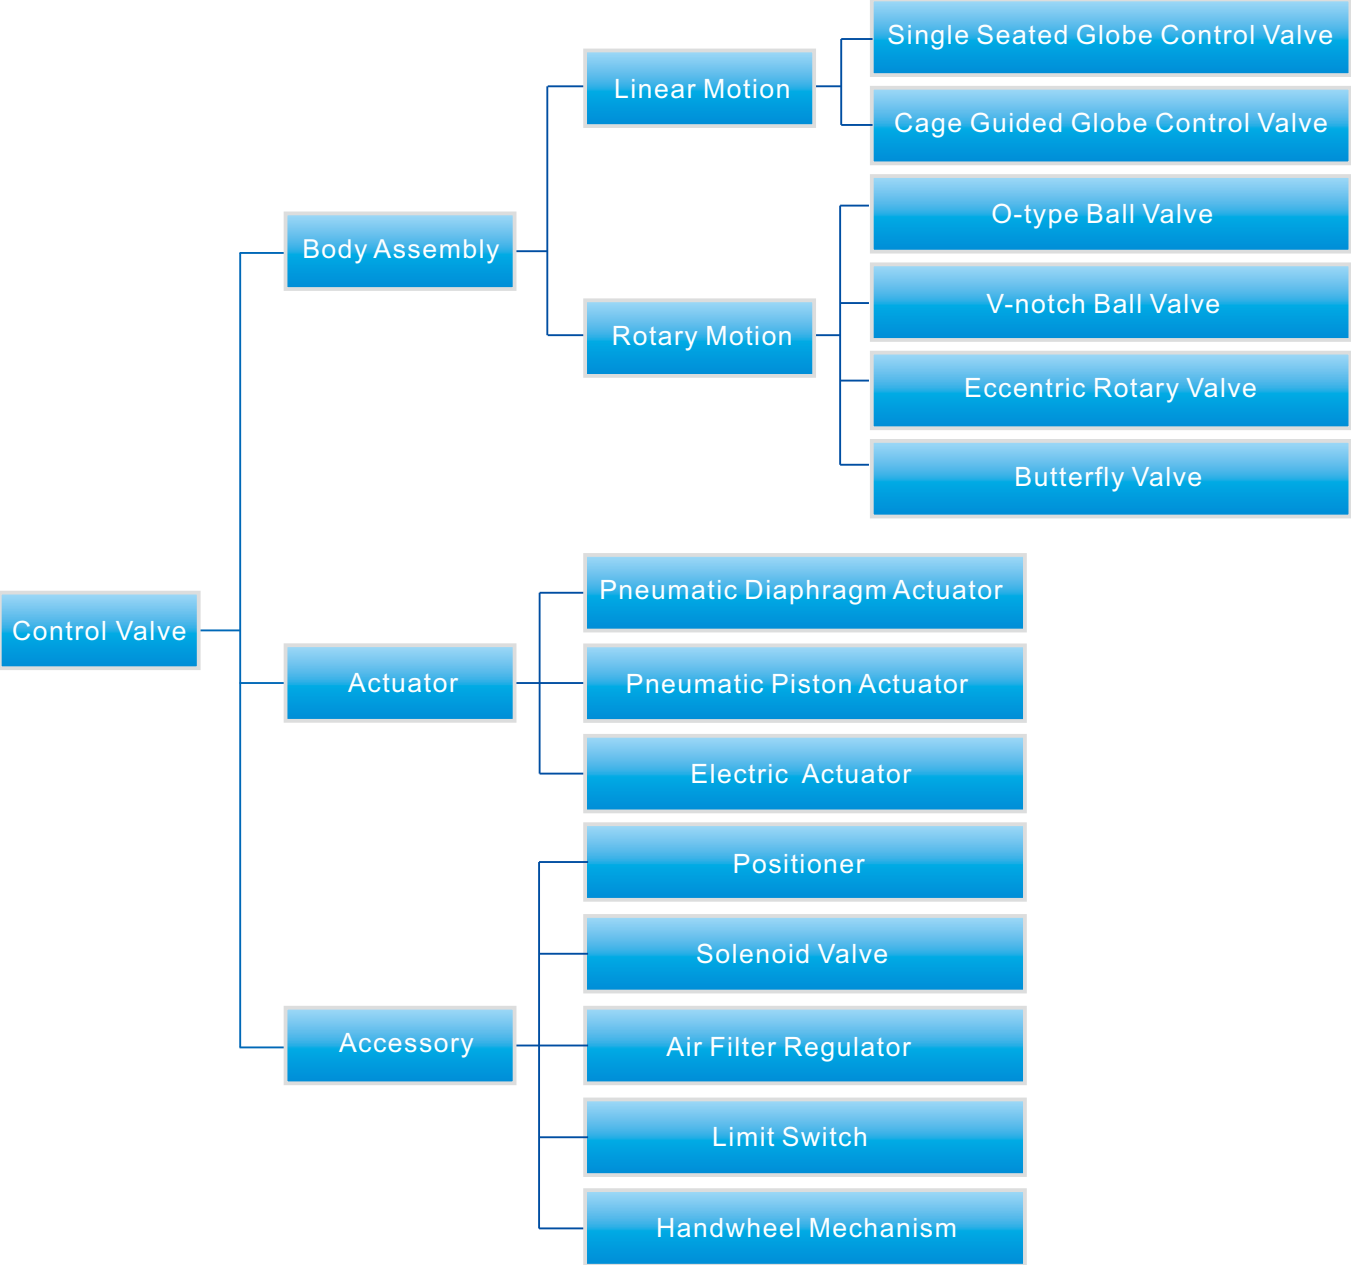 Single Seated Globe Control Valve
Linear Motion
Cage Guided Globe Control Valve
O-type Ball Valve
Body Assembly
V-notch Ball Valve
Rotary Motion
Eccentric Rotary Valve
Butterfly Valve
Pneumatic Diaphragm Actuator
Control Valve
Actuator
Pneumatic Piston Actuator
Electric Actuator
Positioner
Solenoid Valve
Accessory
Air Filter Regulator
Limit Switch
Handwheel Mechanism